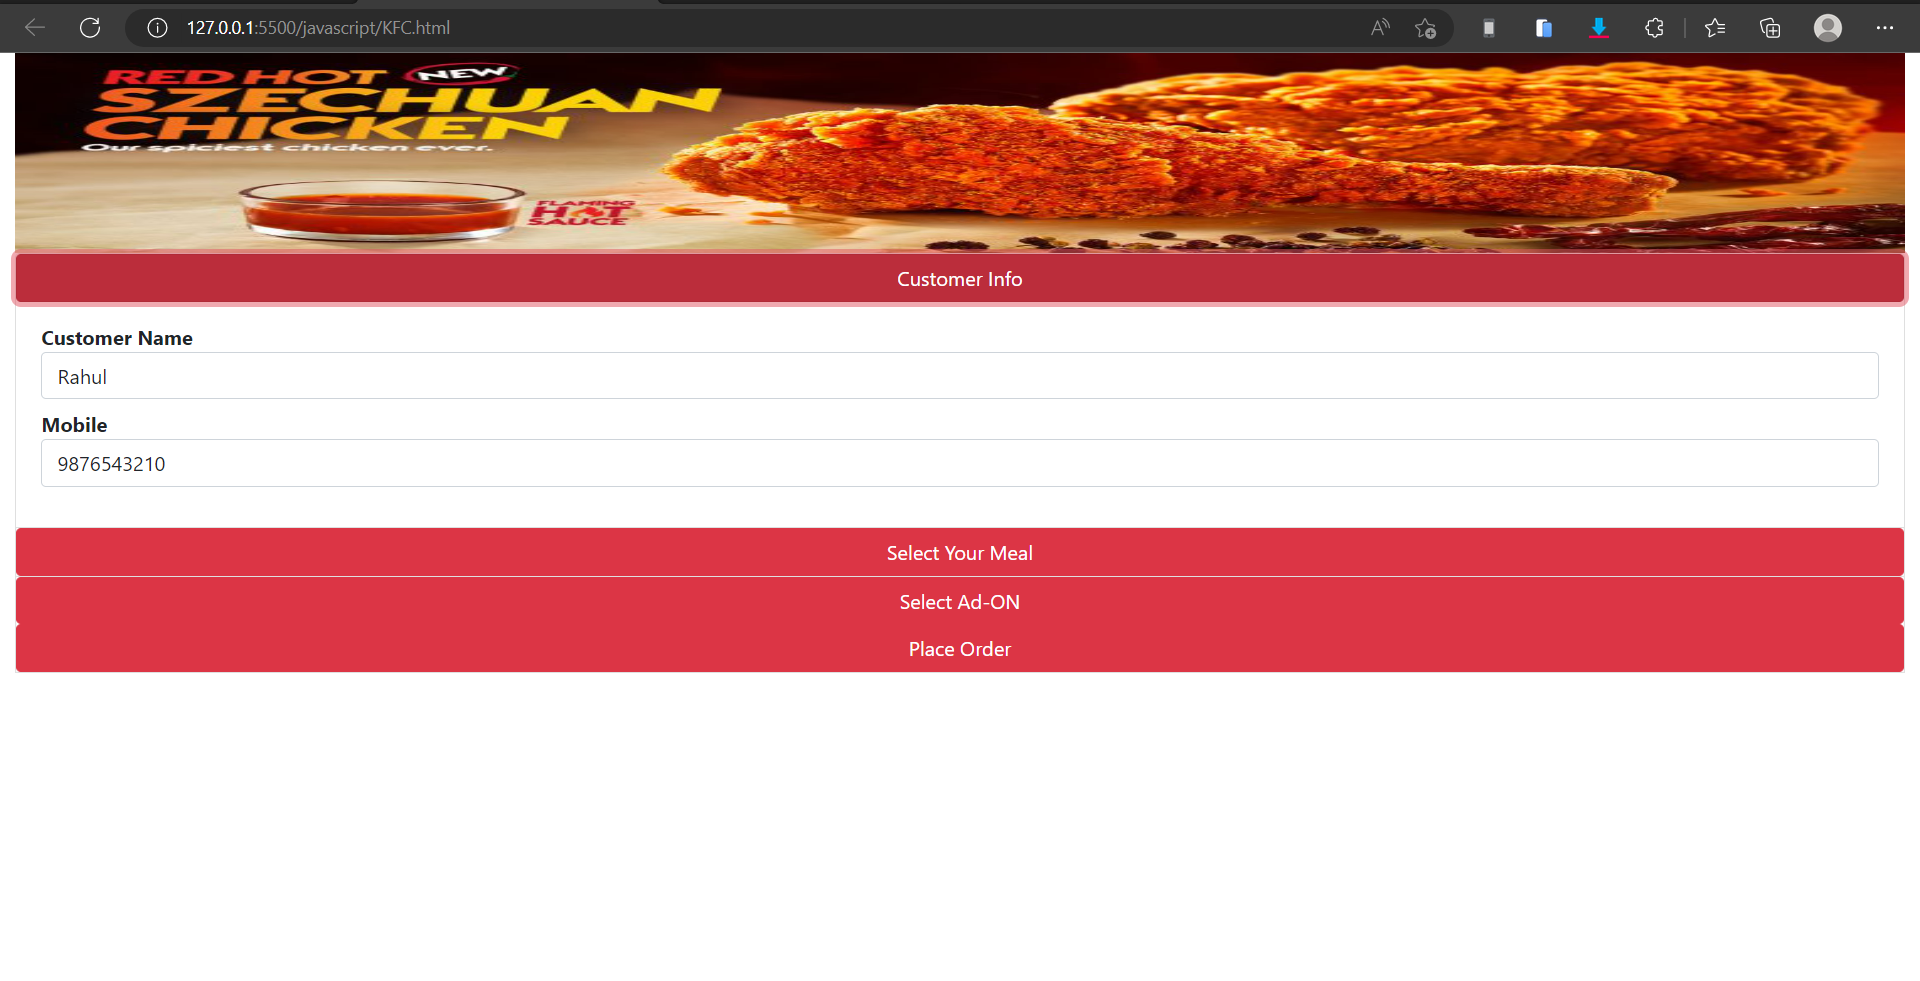 127.0.0.1:5500/javascript/KFC.html
RED HOT NEW
SZECHUAN
CHICKEN
Our spiciest chicken ever.
FLAMING
HOT
SAUCE
Customer Info
Customer Name
Rahul
Mobile
9876543210
Select Your Meal
Select Ad-ON
Place Order